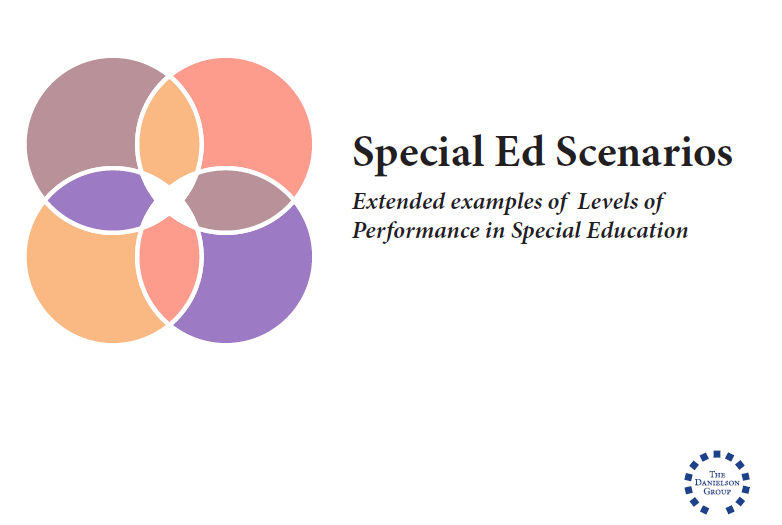 Special Ed Scenarios
Extended examples of Levels of
Performance in Special Education
The
Danielson
Group